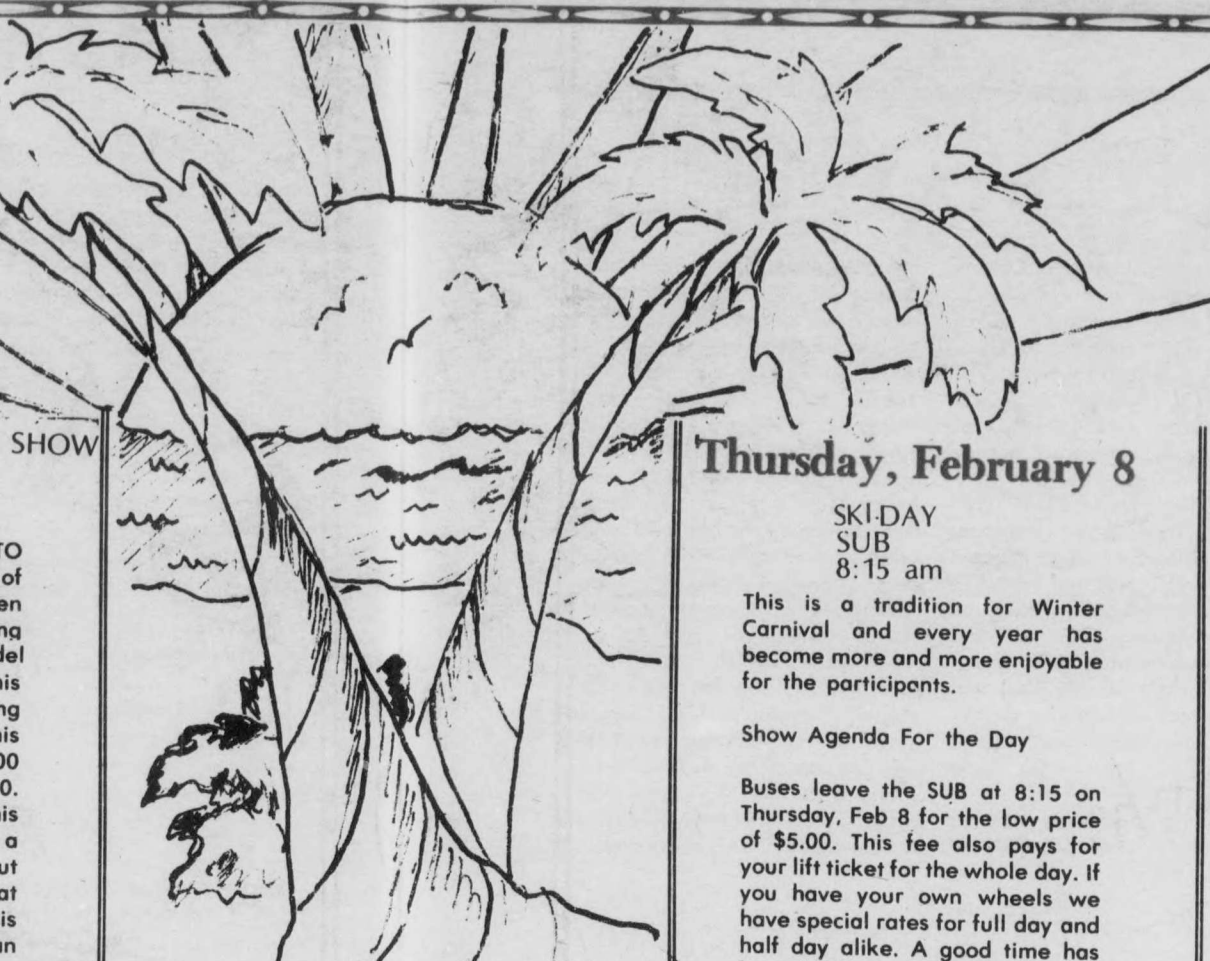 SHOW
TO
of
en
ng
del
his
ng
his
00
0.
his
a
ut
at
is
an
Thursday, February 8
SKI-DAY
SUB
8:15 am
This is a tradition for Winter
Carnival and every year has
become more and more enjoyable
for the participants.
Show Agenda For the Day
Buses leave the SUB at 8:15 on
Thursday, Feb 8 for the low price
of $5.00. This fee also pays for
your lift ticket for the whole day. If
you have your own wheels we
have special rates for full day and
half day alike. A good time has